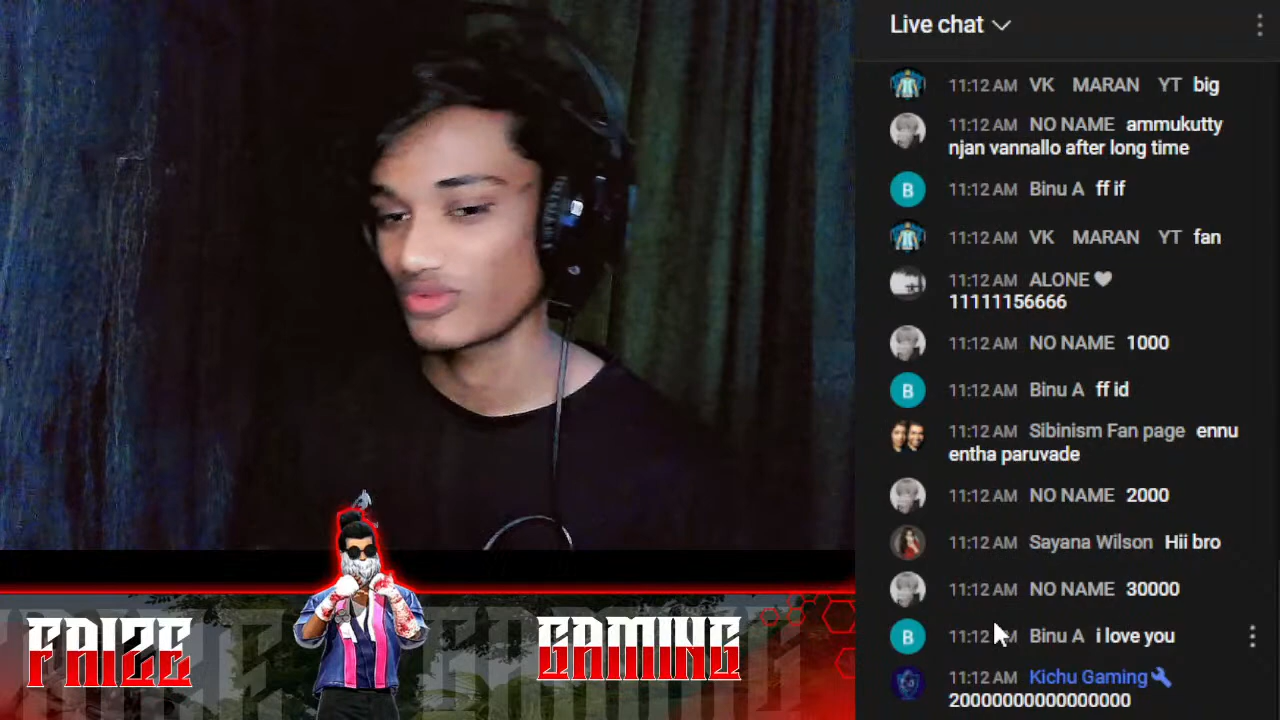 Live chat
11:12 AM VK MARAN YT big
11:12 AM NO NAME ammukutty
njan vannallo after long time
B 11:12 AM Binu A ff if
11:12 AM VK MARAN YT fan
11:12 AM ALONE
11111156666
11:12 AM NO NAME 1000
B 11:12 AM Binu A ff id
11:12 AM Sibinism Fan page ennu
entha paruvade
11:12 AM NO NAME 2000
11:12 AM Sayana Wilson Hii bro
11:12 AM NO NAME 30000
B 11:12 M Binu A i love you
11:12 AM Kichu Gaming
20000000000000000
FAIZE GAMING
FAIZE GAMING